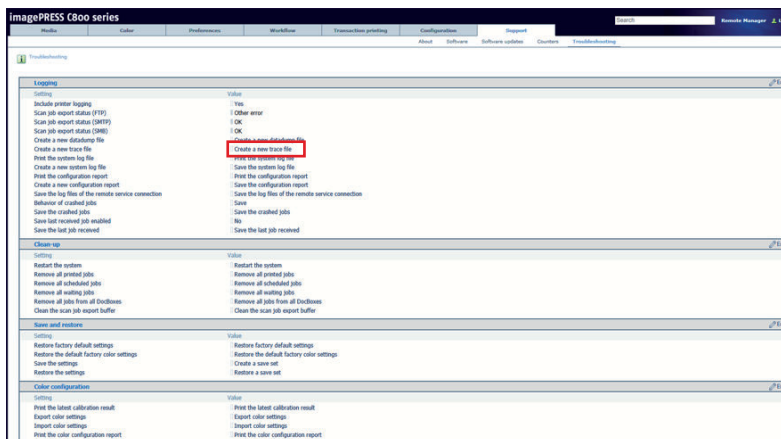 imagePRESS C800 series
Search
Remote Manager
Media Color Preferences Workflow Transaction printing Configuration Support
About Software Software updates Counters Troubleshooting
Troubleshooting
Logging
Setting Value
Include printer logging Yes
Scan job export status (FTP) Other error
Scan job export status (SMTP) OK
Scan job export status (SMB) OK
Create a new datadump file Create a new datadump file
Create a new trace file Create a new trace file
Print the system log file Print the system log file
Create a new system log file Save the system log file
Print the configuration report Print the configuration report
Create a new configuration report Save the configuration report
Save the log files of the remote service connection Save the log files of the remote service connection
Behavior of crashed jobs Save
Save the crashed jobs Save the crashed jobs
Save last received job enabled No
Save the last job received Save the last job received
Clean-up
Setting Value
Restart the system Restart the system
Remove all printed jobs Remove all printed jobs
Remove all scheduled jobs Remove all scheduled jobs
Remove all waiting jobs Remove all waiting jobs
Remove all jobs from all DocBoxes Remove all jobs from all DocBoxes
Clean the scan job export buffer Clean the scan job export buffer
Save and restore
Setting Value
Restore factory default settings Restore factory default settings
Restore the default factory color settings Restore the default factory color settings
Save the settings Create a save set
Restore the settings Restore a save set
Color configuration
Setting Value
Print the latest calibration result Print the latest calibration result
Export color settings Export color settings
Import color settings Import color settings
Print the color configuration report Print the color configuration report